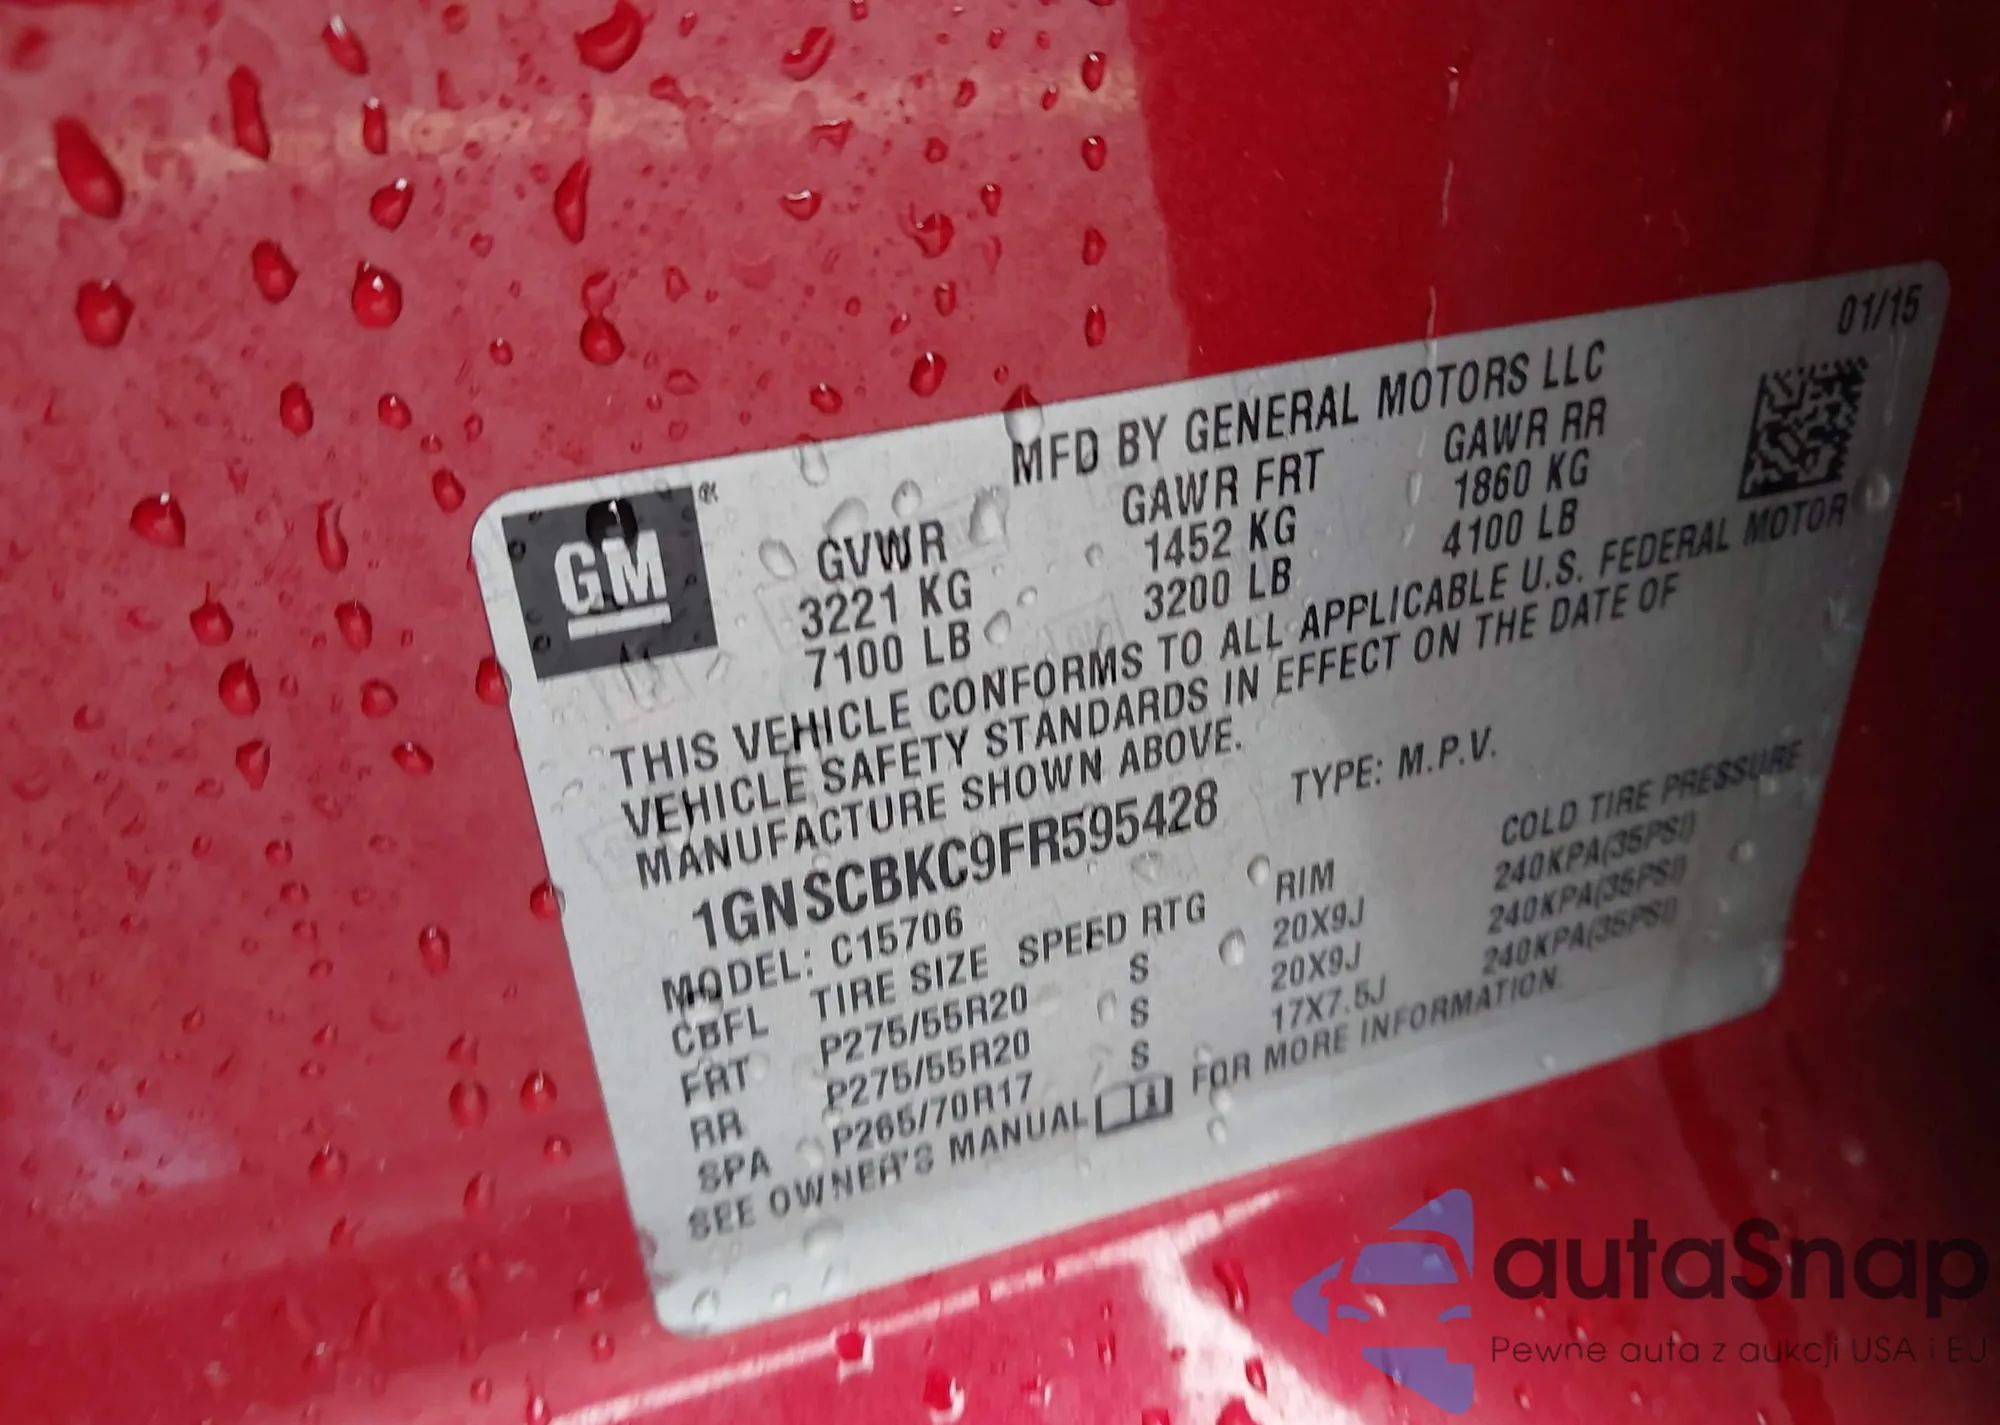 01/15
MFD BY GENERAL MOTORS LLC
GM ®
GVWR GAWR FRT GAWR RR
3221 KG 1452 KG 1860 KG
7100 LB 3200 LB 4100 LB
THIS VEHICLE CONFORMS TO ALL APPLICABLE U.S. FEDERAL MOTOR
VEHICLE SAFETY STANDARDS IN EFFECT ON THE DATE OF
MANUFACTURE SHOWN ABOVE.
1GNSCBKC9FR595428 TYPE: M.P.V.
MODEL: C15706
CBFL TIRE SIZE SPEED RTG RIM COLD TIRE PRESSURE
FRT P275/55R20 S 20X9J 240KPA(35PSI)
RR P275/55R20 S 20X9J 240KPA(35PSI)
SPA P265/70R17 S 17X7.5J 240KPA(35PSI)
SEE OWNER'S MANUAL FOR MORE INFORMATION.
autaSnap
Pewne auta z aukcji USA i EU